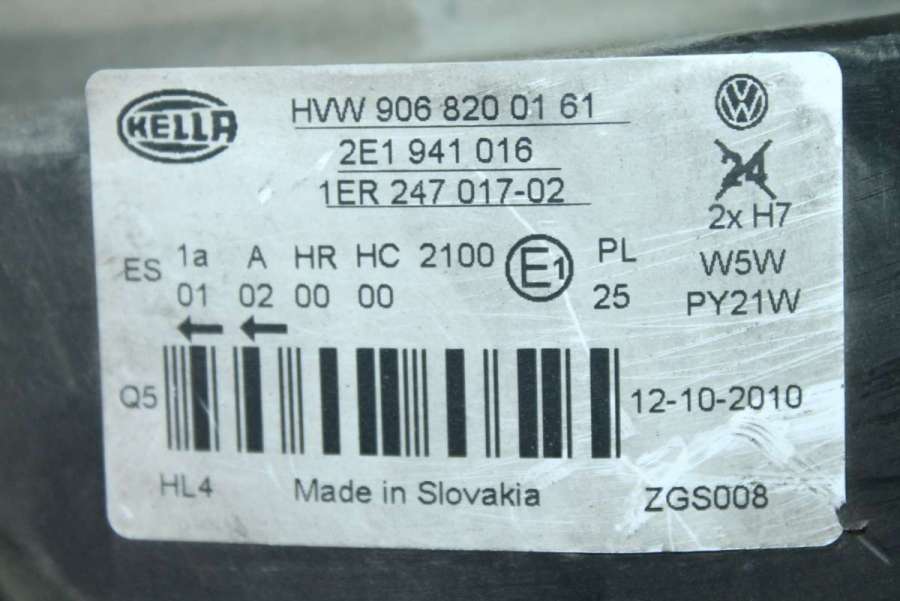 HELLA
HVW 906 820 01 61
2E1 941 016
1ER 247 017-02
24
2x H7
W5W
PY21W
ES 1a A HR HC 2100 E1 PL
01 02 00 00 25
Q5
12-10-2010
HL4 Made in Slovakia ZGS008